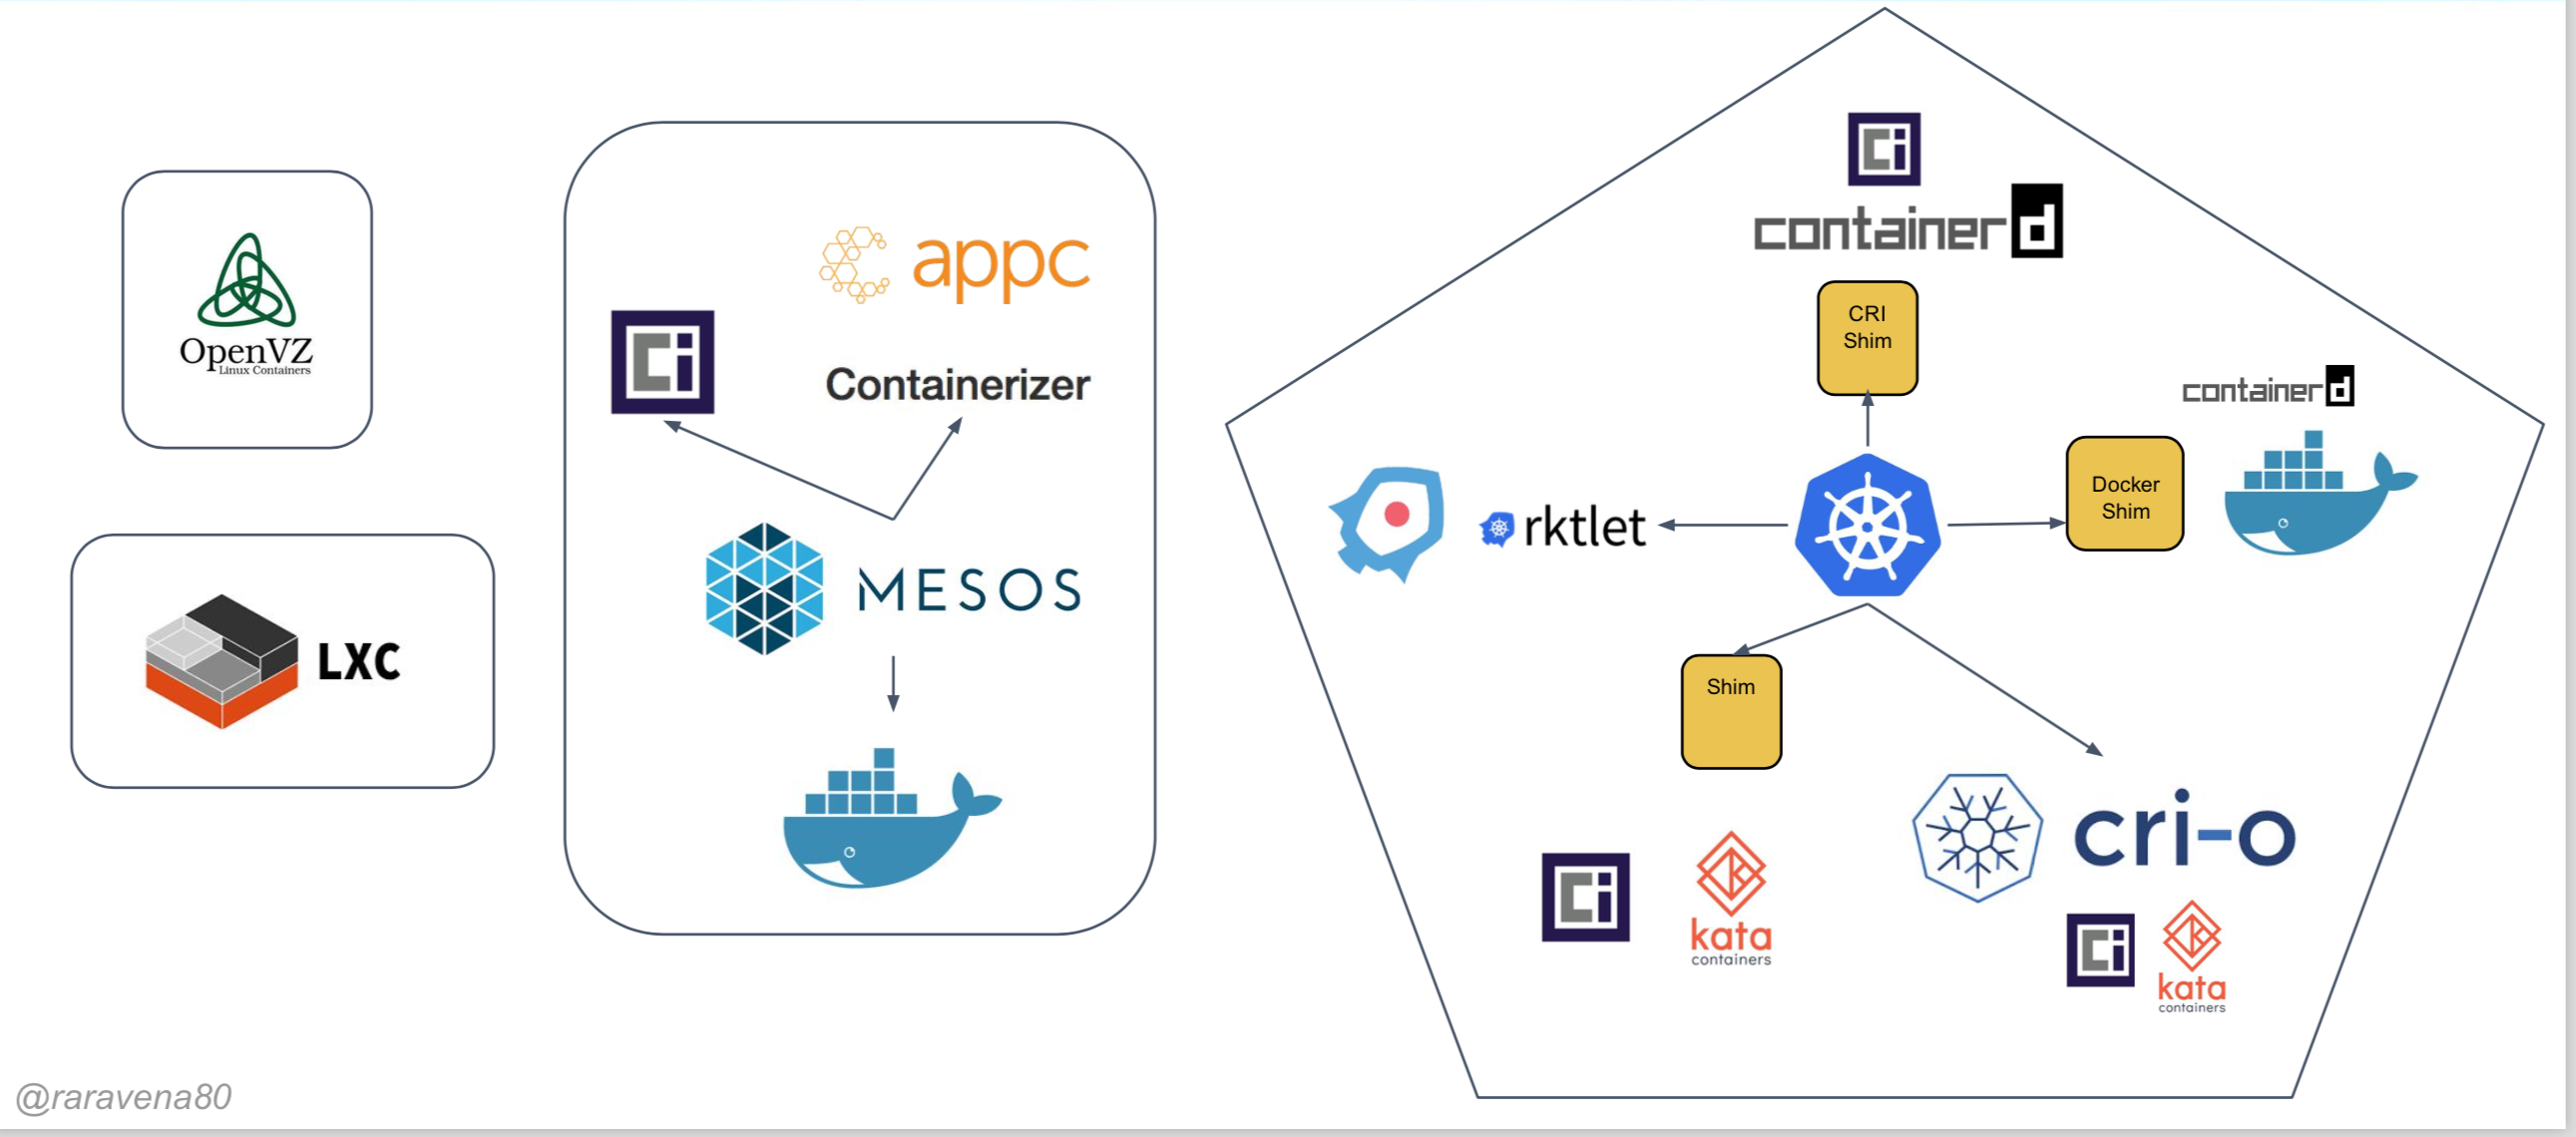 OpenVZ
Linux Containers
LXC
appc
Ci
Containerizer
MESOS
Ci
containerd
CRI
Shim
containerd
Docker
Shim
rktlet
Shim
cri-o
Ci
kata
containers
Ci
kata
containers
@raravena80